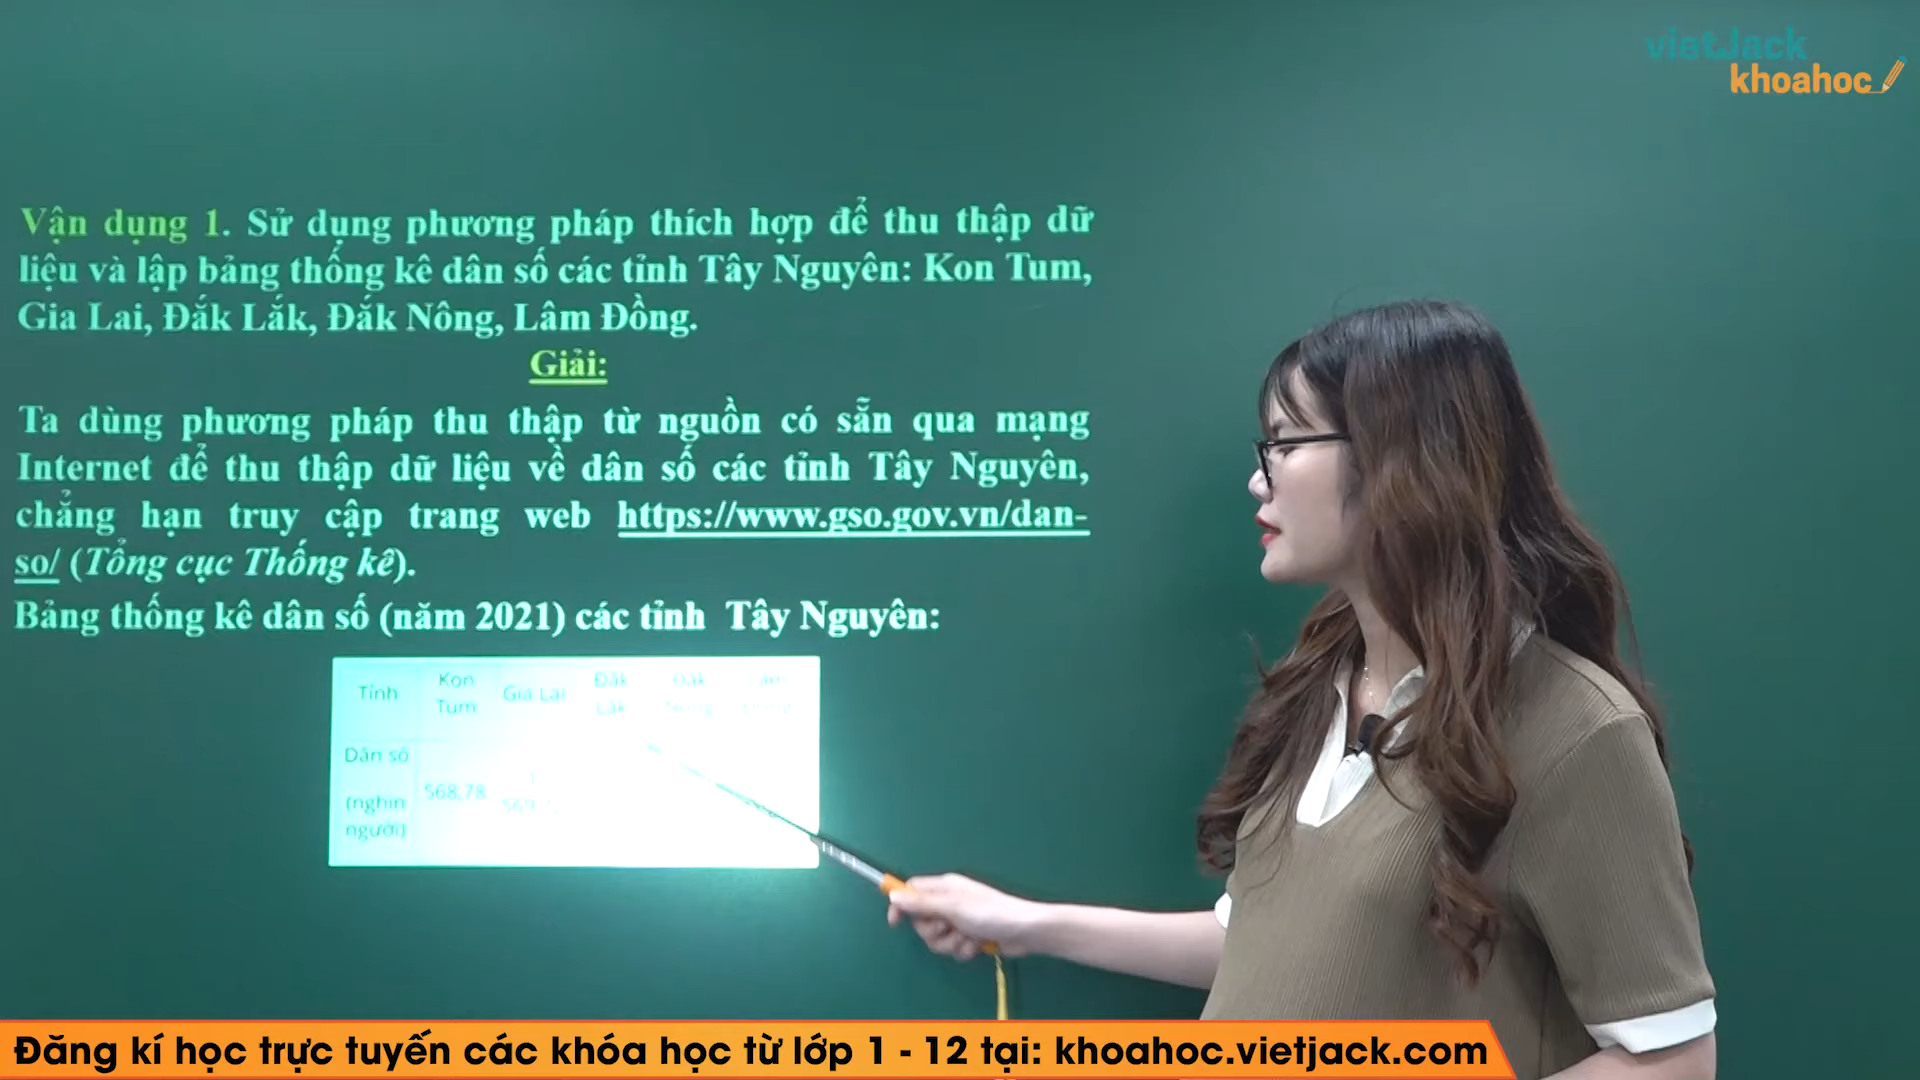 vietJack
khoahoc
Vận dụng 1. Sử dụng phương pháp thích hợp để thu thập dữ
liệu và lập bảng thống kê dân số các tỉnh Tây Nguyên: Kon Tum,
Gia Lai, Đắk Lắk, Đắk Nông, Lâm Đồng.
Giải:
Ta dùng phương pháp thu thập từ nguồn có sẵn qua mạng
Internet để thu thập dữ liệu về dân số các tỉnh Tây Nguyên,
chẳng hạn truy cập trang web https://www.gso.gov.vn/dan-
so/ (Tổng cục Thống kê).
Bảng thống kê dân số (năm 2021) các tỉnh Tây Nguyên:
Tỉnh Kon Tum Gia Lai Đắk Lắk Đắk Nông
Dân số (nghìn người) 568,78
Đăng kí học trực tuyến các khóa học từ lớp 1 - 12 tại: khoahoc.vietjack.com